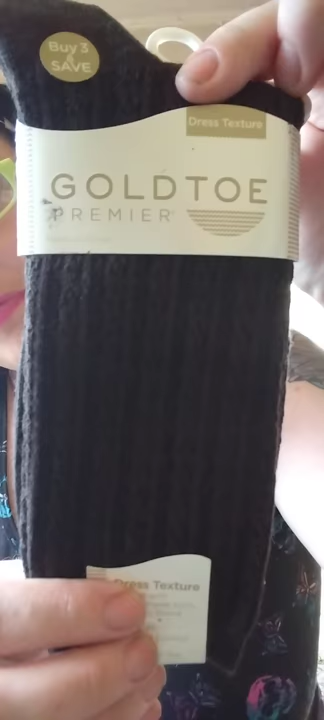 Buy 3
&
SAVE
Dress Texture
GOLDTOE
PREMIER
Dress Texture